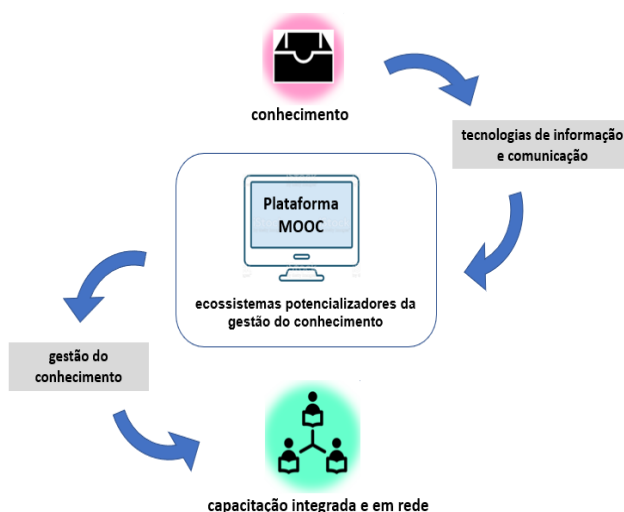 conhecimento
tecnologias de informação
e comunicação
Plataforma
MOOC
ecossistemas potencializadores da
gestão do conhecimento
gestão do
conhecimento
capacitação integrada e em rede